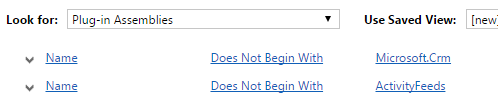 Look for: Plug-in Assemblies Use Saved View: [new]
Name Does Not Begin With Microsoft.Crm
Name Does Not Begin With ActivityFeeds